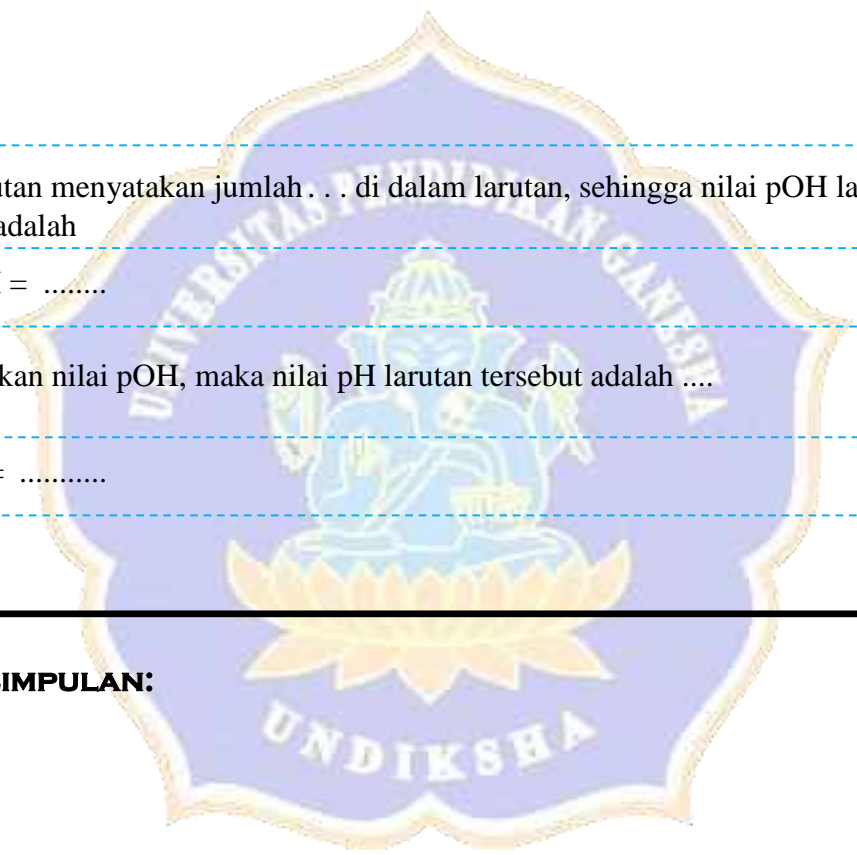 utan menyatakan jumlah . . . di dalam larutan, sehingga nilai pOH la
adalah
= ........
kan nilai pOH, maka nilai pH larutan tersebut adalah ....
= ...........
SIMPULAN:
UNIVERSITAS PENDIDIKAN GANESHA
UNDIKSHA